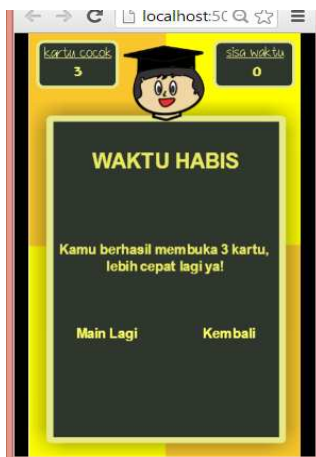 localhost:50
kartu cocok
3
sisa waktu
0
WAKTU HABIS
Kamu berhasil membuka 3 kartu,
lebih cepat lagi ya!
Main Lagi
Kembali